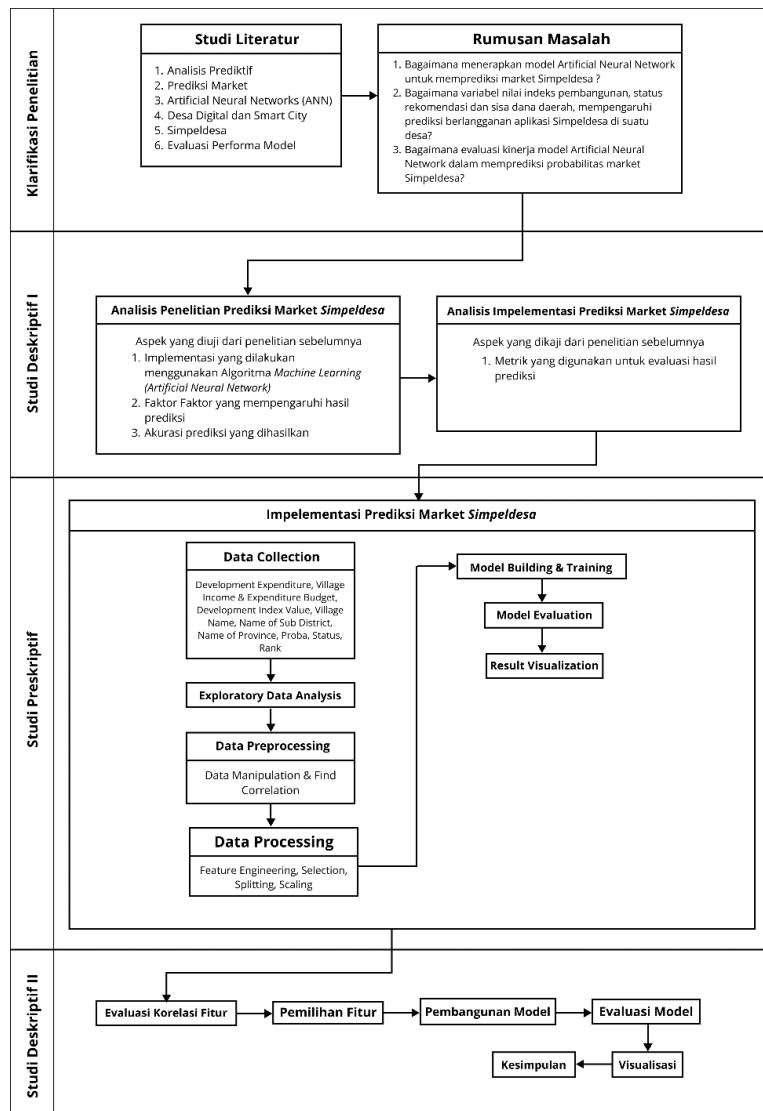 Klarifikasi Penelitian
Studi Literatur
1. Analisis Prediktif
2. Prediksi Market
3. Artificial Neural Networks (ANN)
4. Desa Digital dan Smart City
5. Simpeldesa
6. Evaluasi Performa Model
Rumusan Masalah
1. Bagaimana menerapkan model Artificial Neural Network
untuk memprediksi market Simpeldesa ?
2. Bagaimana variabel nilai indeks pembangunan, status
rekomendasi dan sisa dana daerah, mempengaruhi
prediksi berlangganan aplikasi Simpeldesa di suatu
desa?
3. Bagaimana evaluasi kinerja model Artificial Neural
Network dalam memprediksi probabilitas market
Simpeldesa?
Studi Deskriptif I
Analisis Penelitian Prediksi Market Simpeldesa
Aspek yang diuji dari penelitian sebelumnya
1. Implementasi yang dilakukan
menggunakan Algoritma Machine Learning
(Artificial Neural Network)
2. Faktor Faktor yang mempengaruhi hasil
prediksi
3. Akurasi prediksi yang dihasilkan
Analisis Implementasi Prediksi Market Simpeldesa
Aspek yang dikaji dari penelitian sebelumnya
1. Metrik yang digunakan untuk evaluasi hasil
prediksi
Studi Preskriptif
Impelementasi Prediksi Market Simpeldesa
Data Collection
Development Expenditure, Village
Income & Expenditure Budget,
Development Index Value, Village
Name, Name of Sub District,
Name of Province, Proba, Status,
Rank
Exploratory Data Analysis
Data Preprocessing
Data Manipulation & Find
Correlation
Data Processing
Feature Engineering, Selection,
Splitting, Scaling
Model Building & Training
Model Evaluation
Result Visualization
Studi Deskriptif II
Evaluasi Korelasi Fitur
Pemilihan Fitur
Pembangunan Model
Evaluasi Model
Visualisasi
Kesimpulan